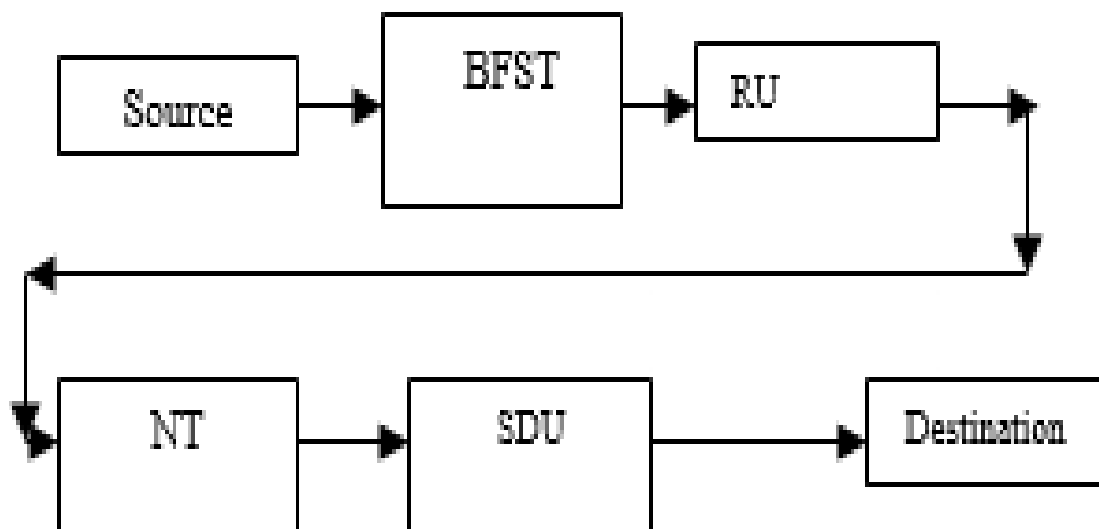 Source
BFST
RU
NT
SDU
Destination